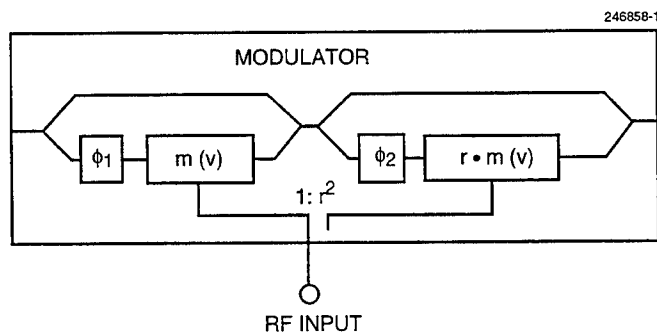 246858-1
MODULATOR
ϕ₁ m (v) ϕ₂ r • m (v)
1: r²
RF INPUT